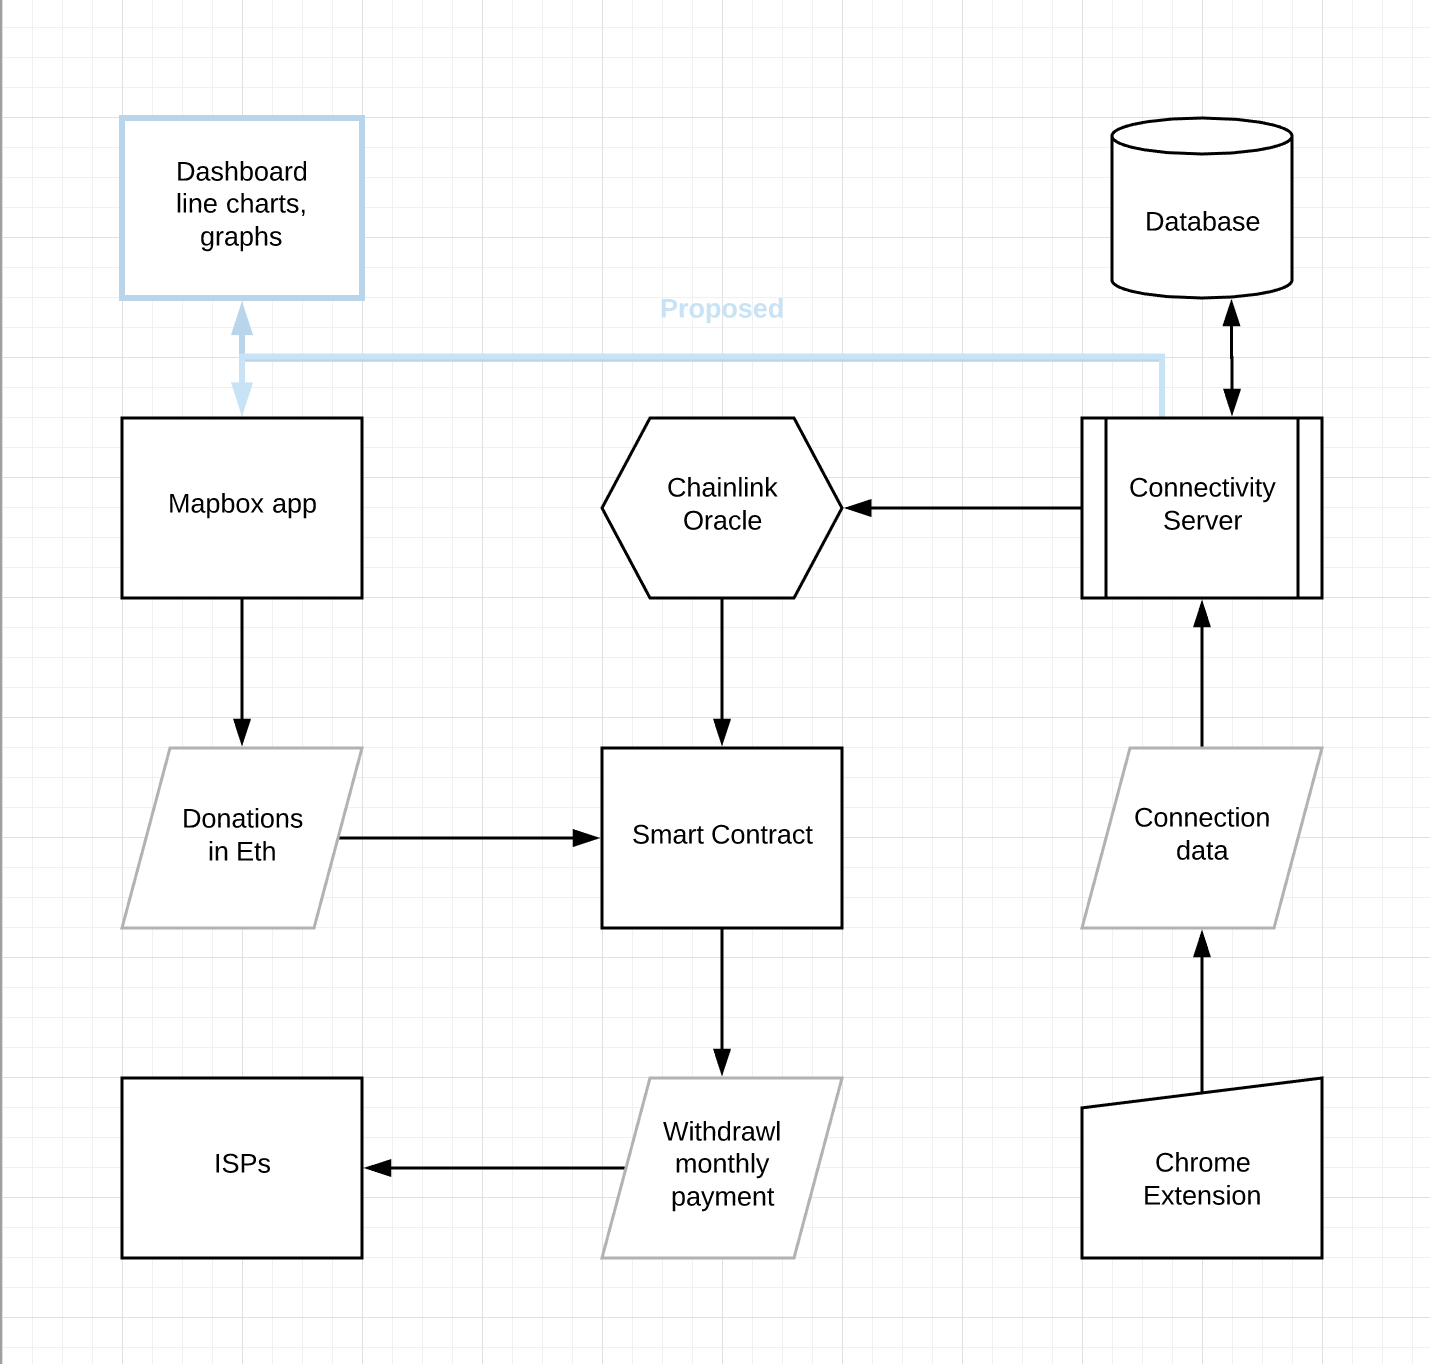 Dashboard
line charts,
graphs
Database
Proposed
Mapbox app
Chainlink
Oracle
Connectivity
Server
Donations
in Eth
Smart Contract
Connection
data
ISPs
Withdrawl
monthly
payment
Chrome
Extension